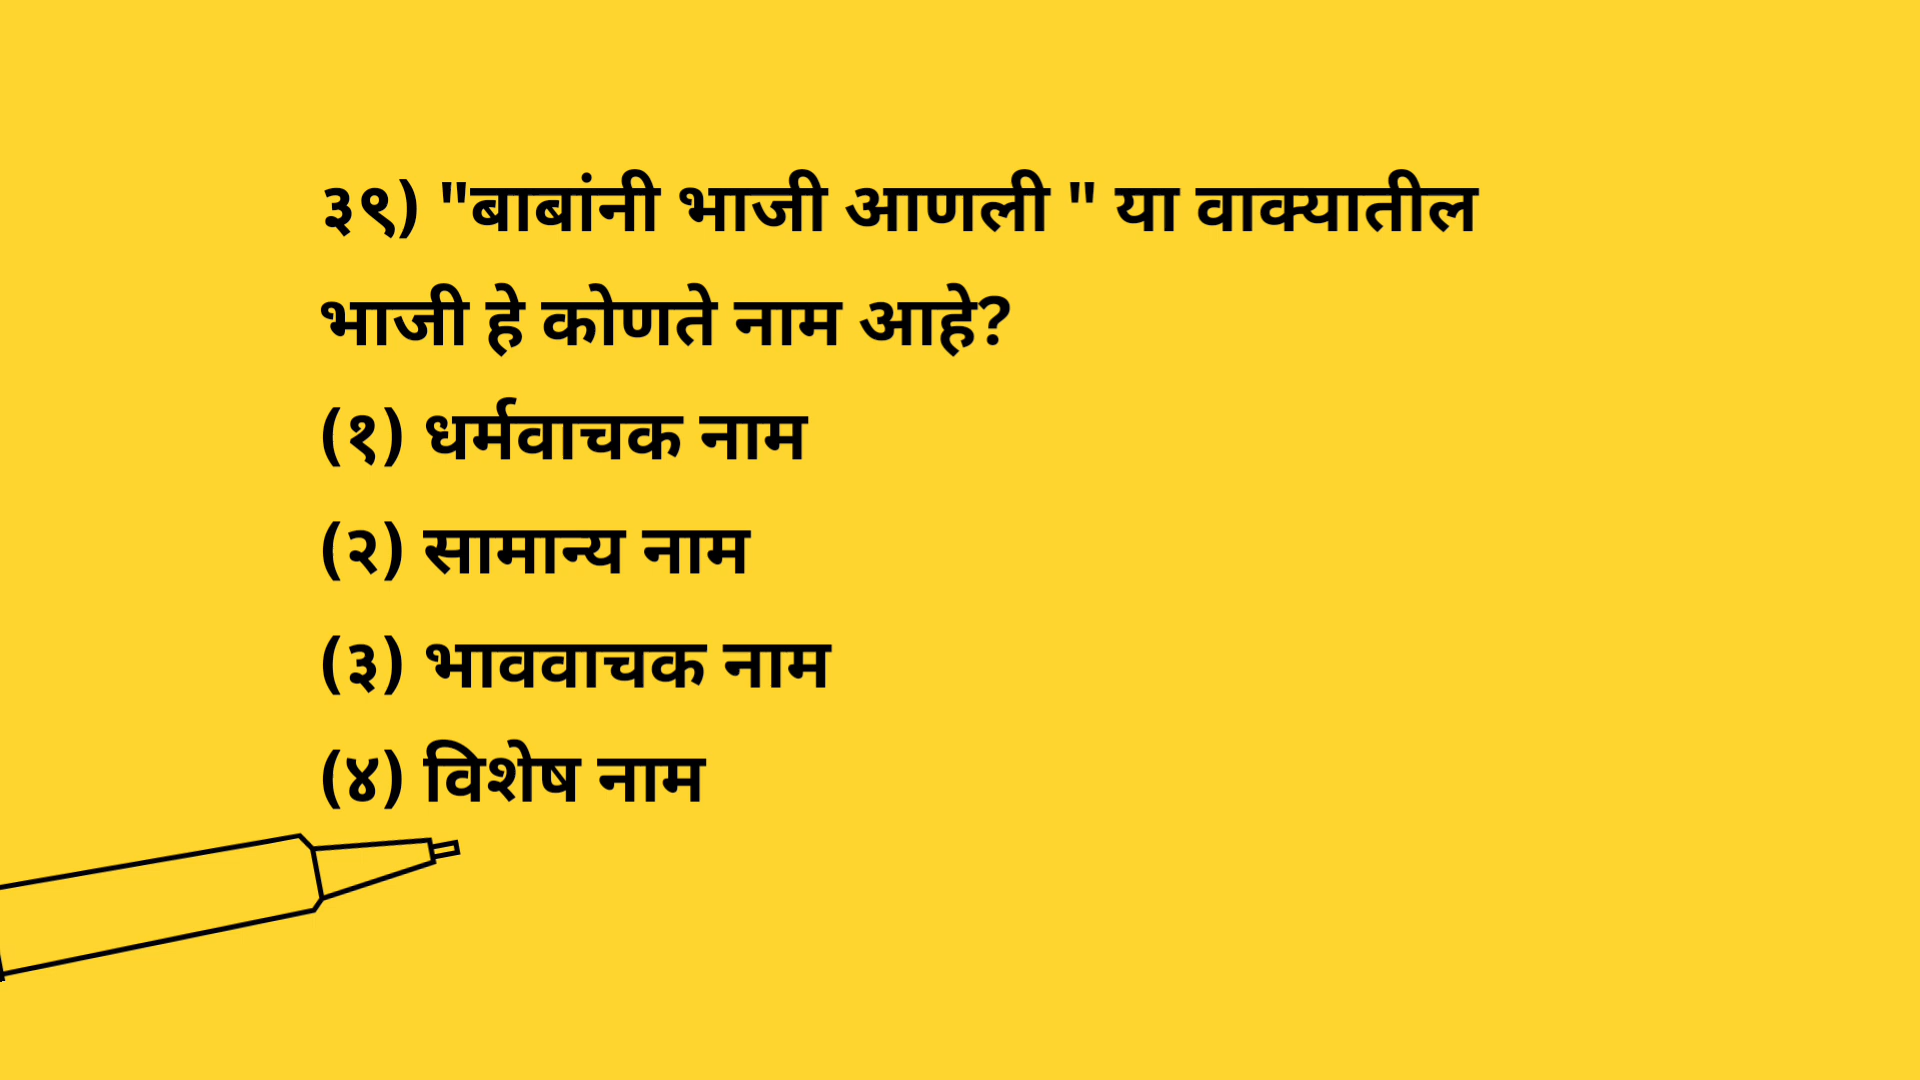 ३९) "बाबांनी भाजी आणली " या वाक्यातील
भाजी हे कोणते नाम आहे?
(१) धर्मवाचक नाम
(२) सामान्य नाम
(३) भाववाचक नाम
(४) विशेष नाम